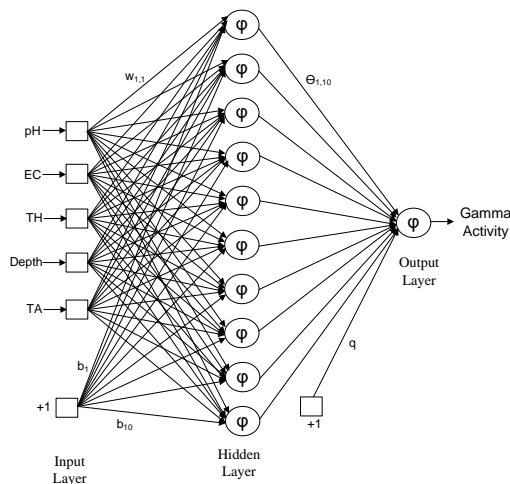 φ
w1,1
ϴ1,10
φ
φ
pH
φ
EC
φ
TH
φ
Gamma
Activity
φ
Depth
Output
Layer
φ
TA
φ
q
b1
φ
+1
b10
φ
+1
Input
Layer
Hidden
Layer